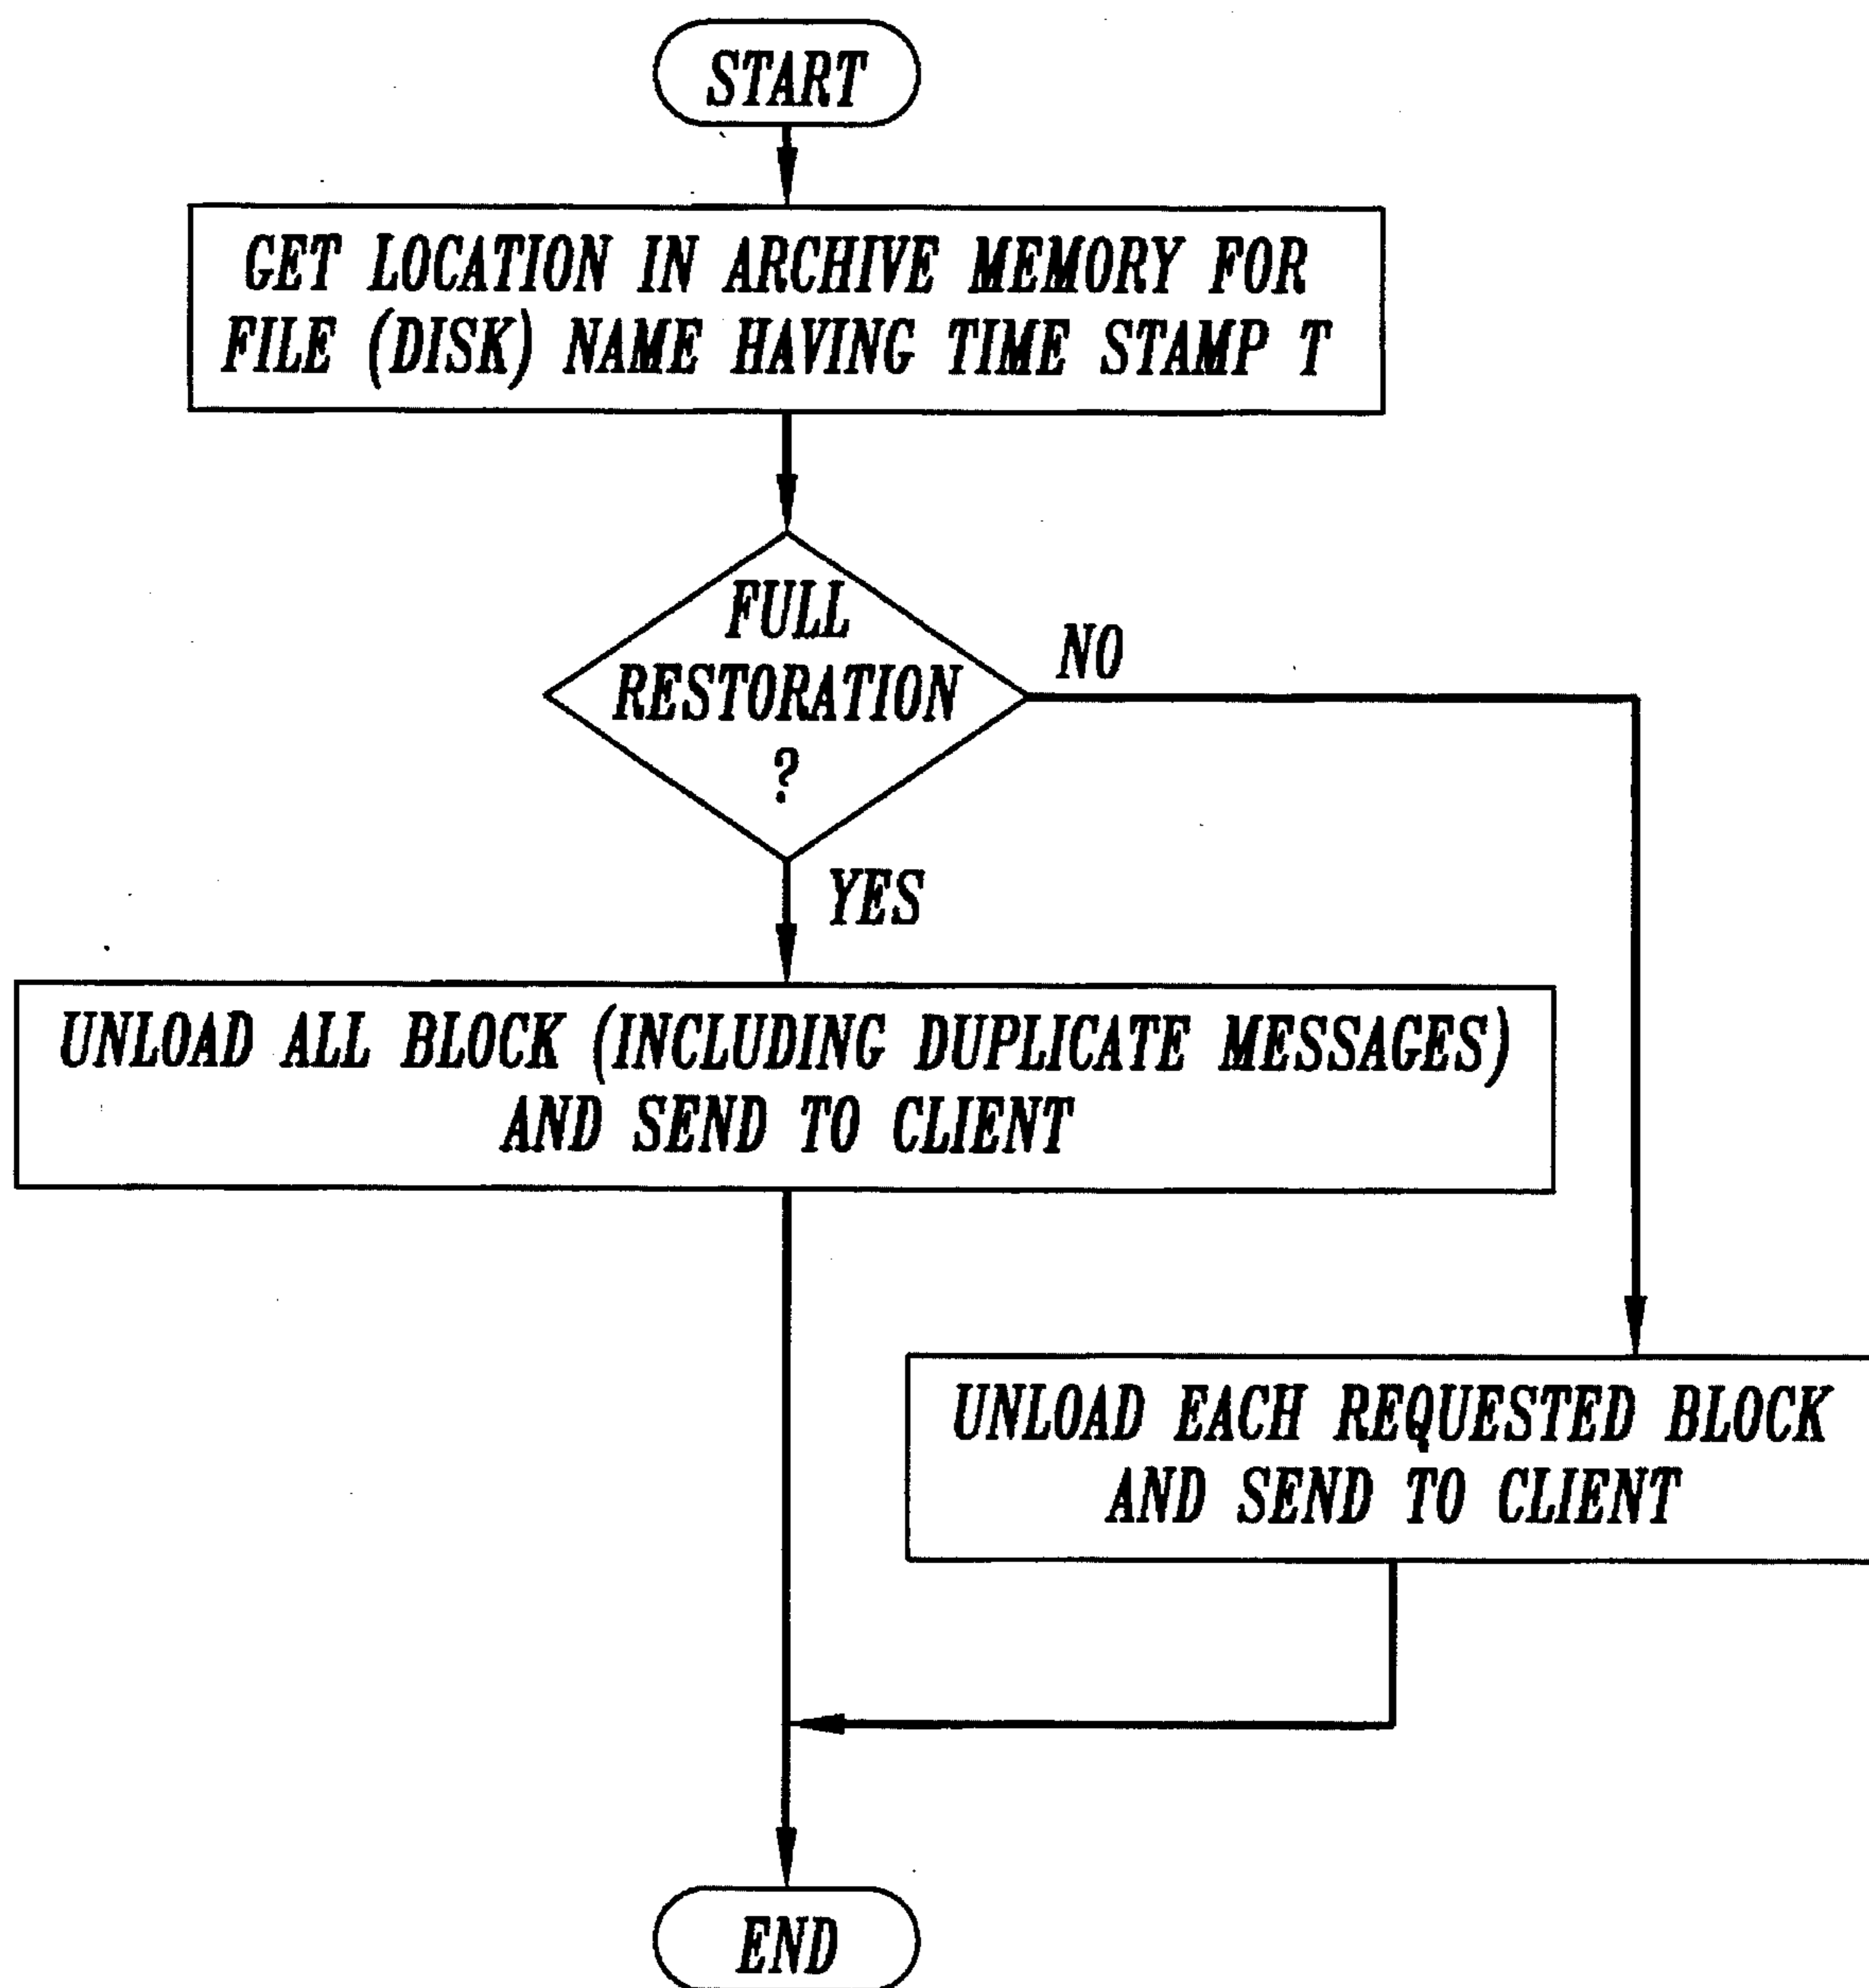 START
GET LOCATION IN ARCHIVE MEMORY FOR
FILE (DISK) NAME HAVING TIME STAMP T
FULL
RESTORATION
?
NO
YES
UNLOAD ALL BLOCK (INCLUDING DUPLICATE MESSAGES)
AND SEND TO CLIENT
UNLOAD EACH REQUESTED BLOCK
AND SEND TO CLIENT
END